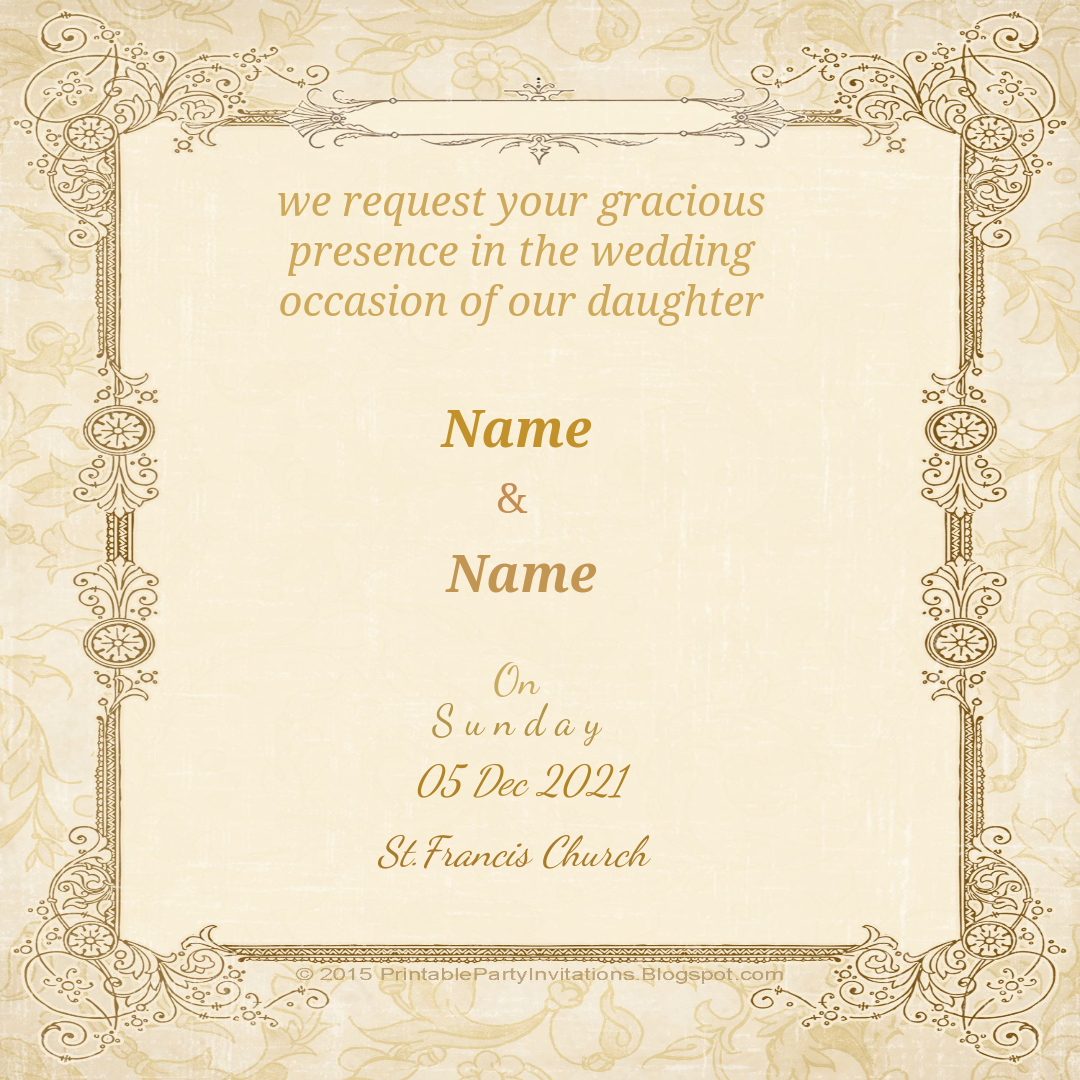 we request your gracious
presence in the wedding
occasion of our daughter
Name
&
Name
On
Sunday
05 Dec 2021
St.Francis Church
© 2015 PrintablePartyInvitations.Blogspot.com